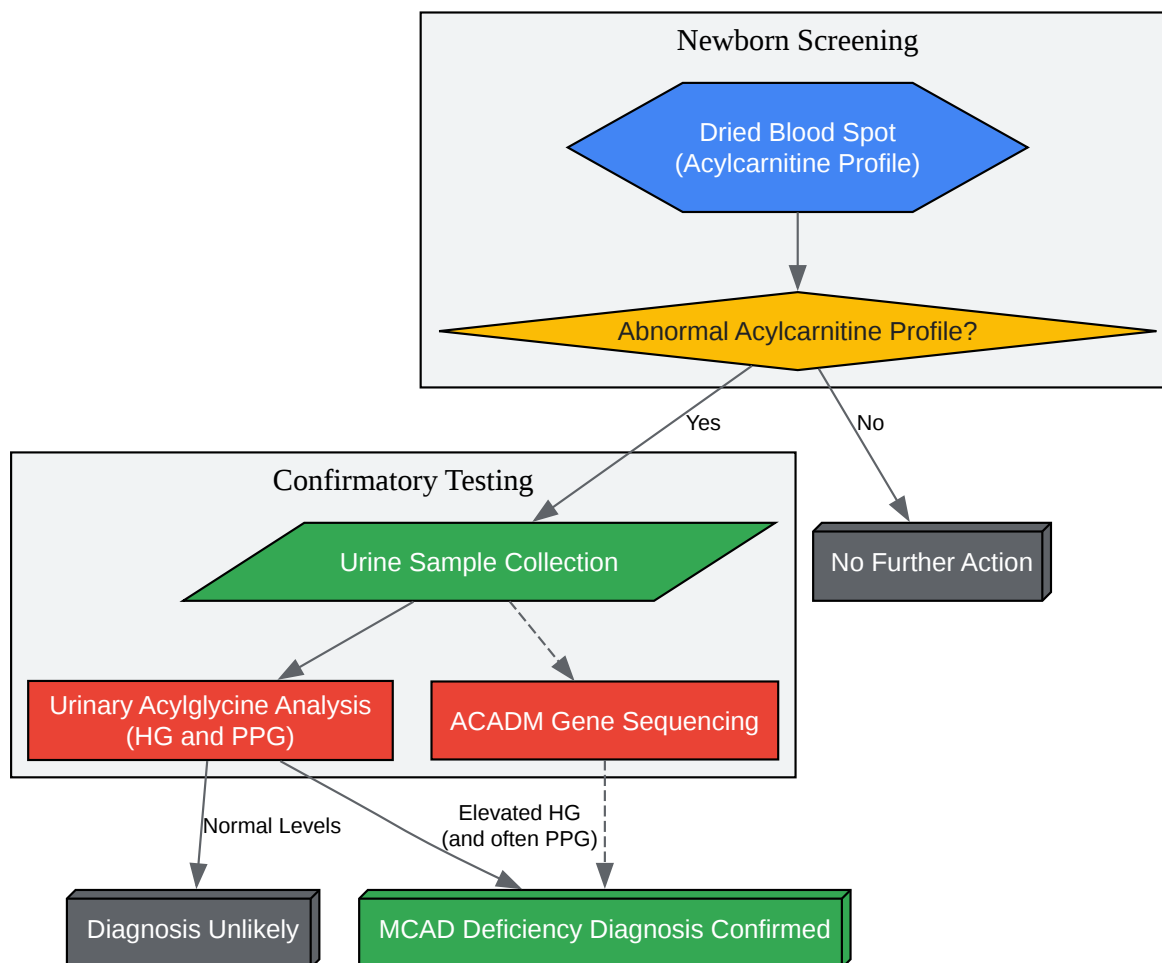 Newborn Screening
Dried Blood Spot
(Acylcarnitine Profile)
Abnormal Acylcarnitine Profile?
Yes
No
Confirmatory Testing
Urine Sample Collection
No Further Action
Urinary Acylglycine Analysis
(HG and PPG)
ACADM Gene Sequencing
Normal Levels
Elevated HG
(and often PPG)
Diagnosis Unlikely
MCAD Deficiency Diagnosis Confirmed